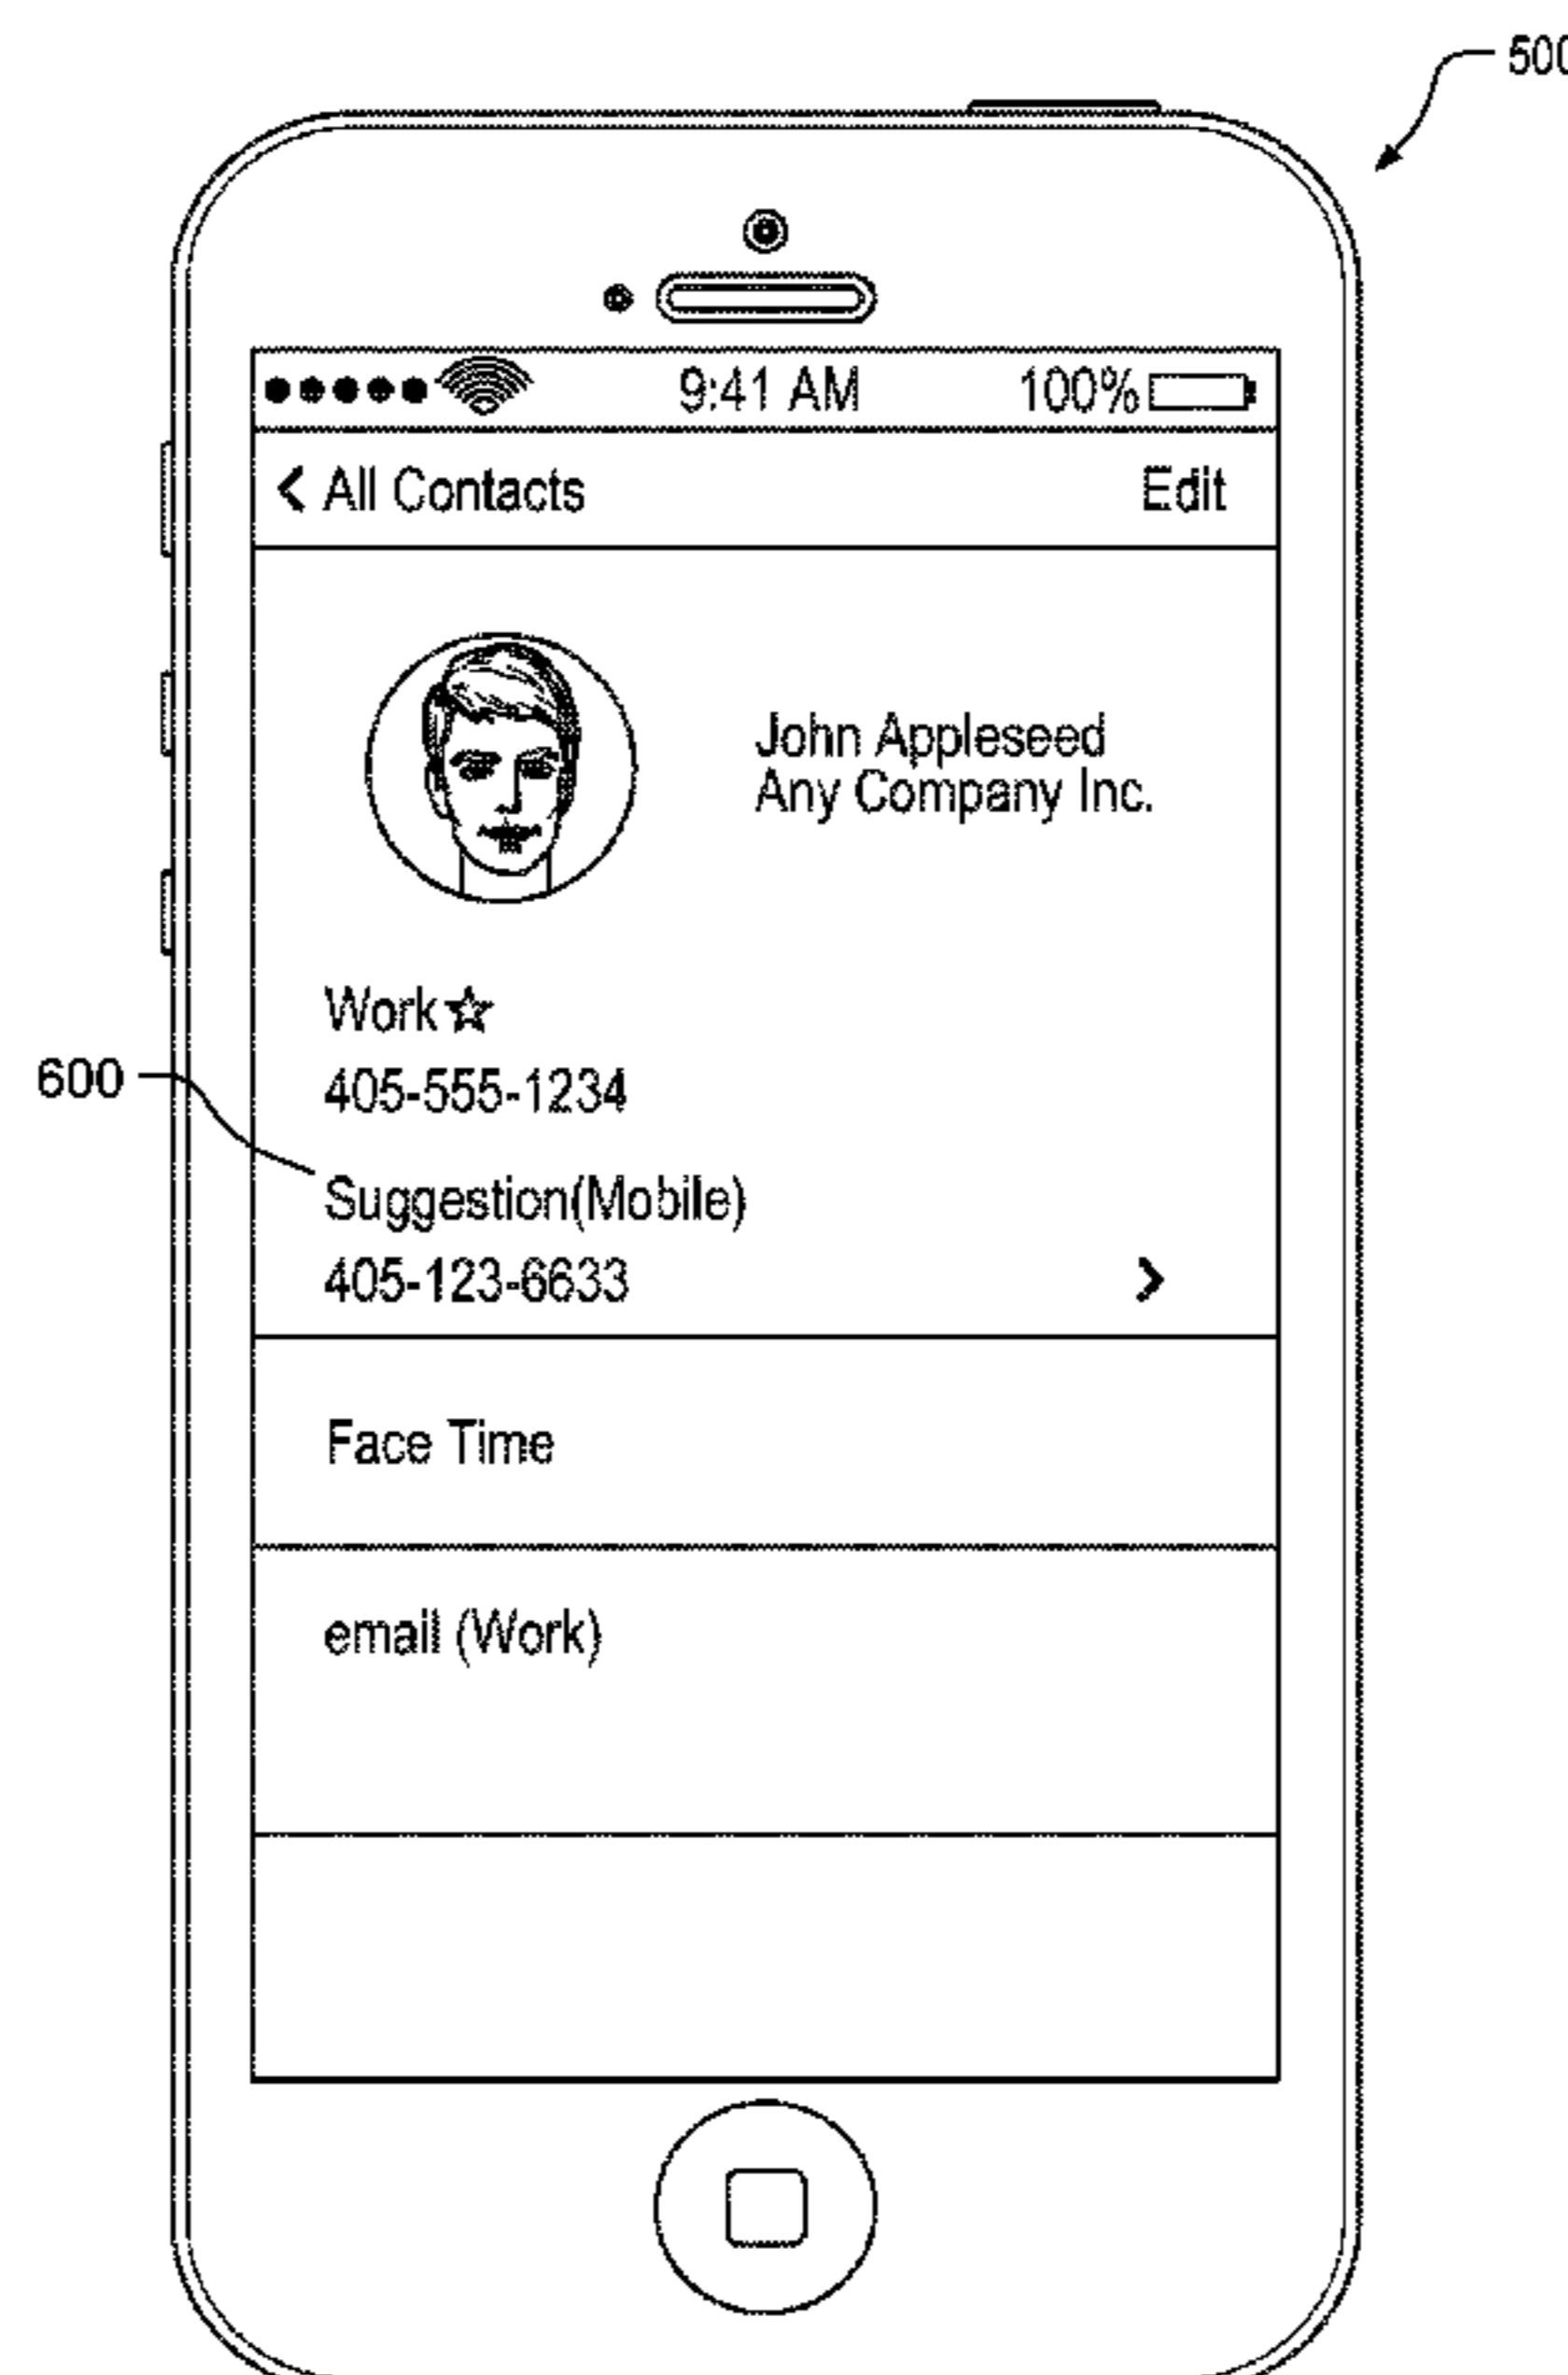 500
9:41 AM 100%
All Contacts Edit
John Appleseed
Any Company Inc.
Work☆
600
405-555-1234
Suggestion(Mobile)
405-123-6633
Face Time
email (Work)